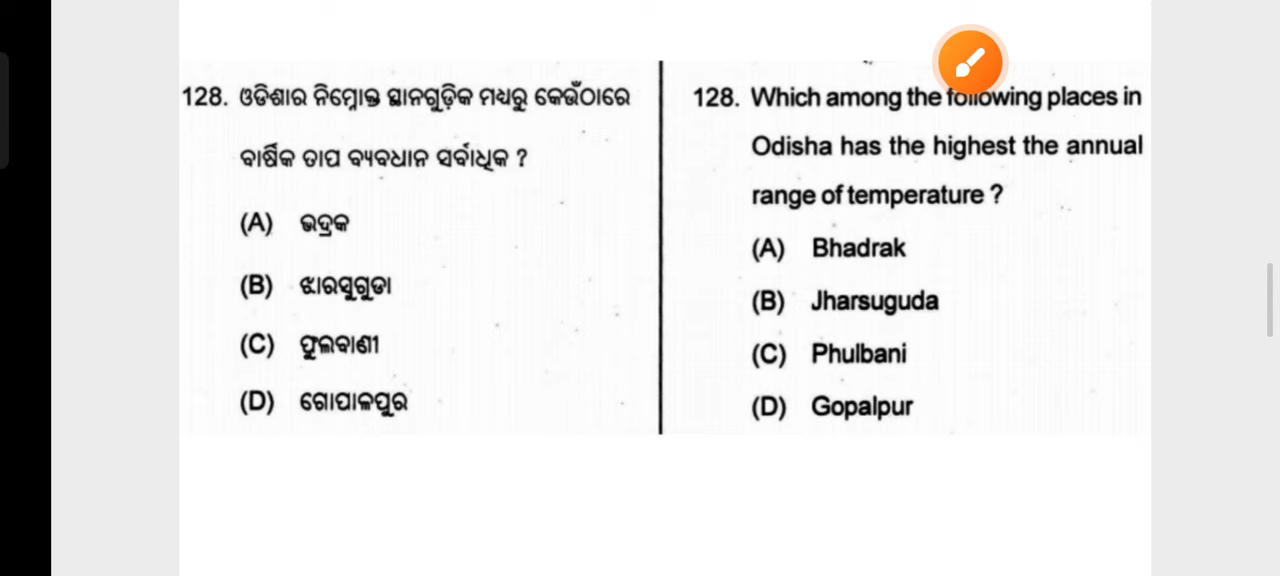 128. ଓଡିଶାର ନିମ୍ନୋକ୍ତ ସ୍ଥାନଗୁଡ଼ିକ ମଧ୍ୟରୁ କେଉଁଠାରେ
ବାର୍ଷିକ ତାପ ବ୍ୟବଧାନ ସର୍ବାଧିକ ?
(A) ଭଦ୍ରକ
(B) ଝାରସୁଗୁଡା
(C) ଫୁଲବାଣୀ
(D) ଗୋପାଳପୁର
128. Which among the following places in
Odisha has the highest the annual
range of temperature ?
(A) Bhadrak
(B) Jharsuguda
(C) Phulbani
(D) Gopalpur